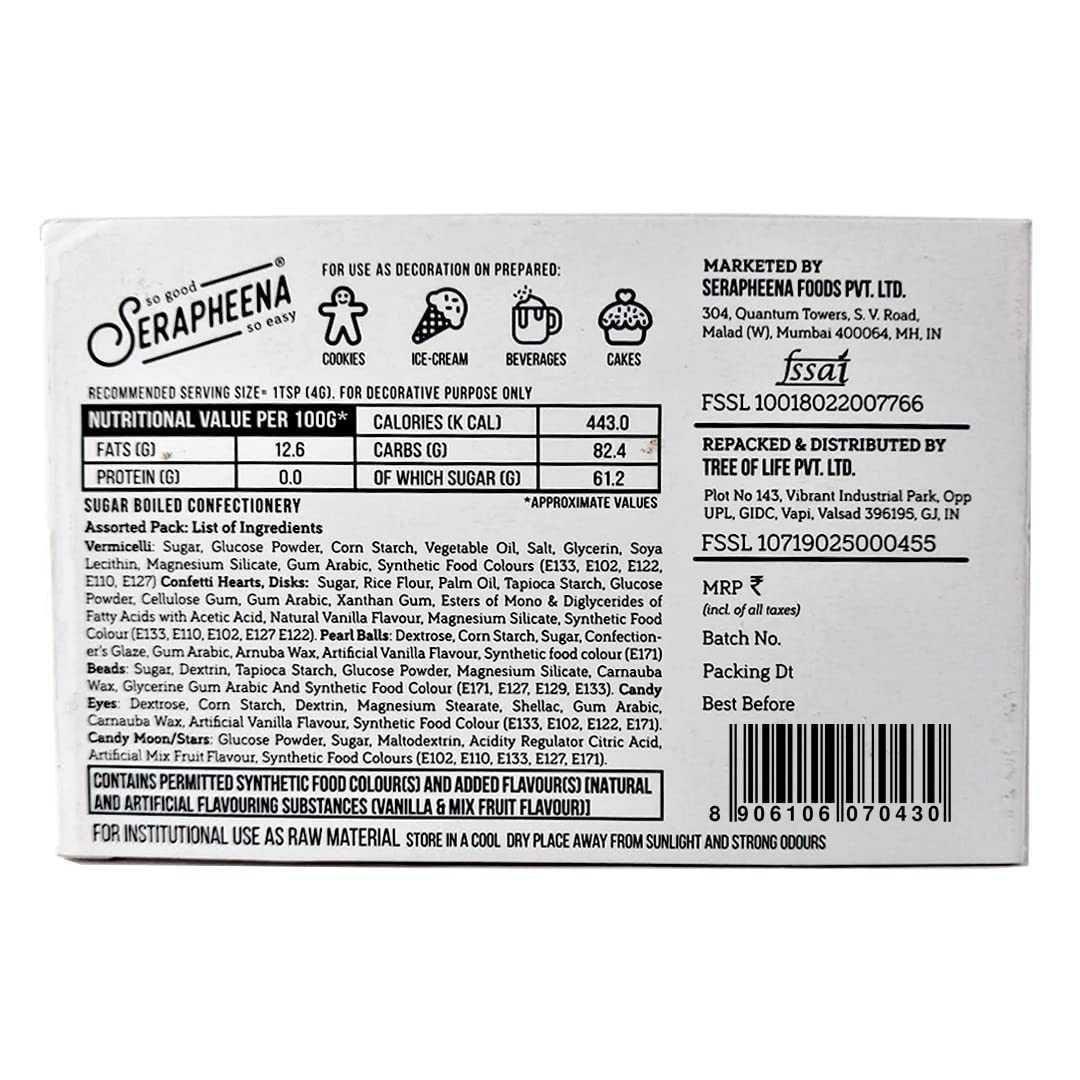 so good
SERAPHEENA®
so easy
FOR USE AS DECORATION ON PREPARED:
COOKIES
ICE-CREAM
BEVERAGES
CAKES
RECOMMENDED SERVING SIZE= 1TSP (4G). FOR DECORATIVE PURPOSE ONLY
NUTRITIONAL VALUE PER 100G* CALORIES (K CAL) 443.0
FATS (G) 12.6 CARBS (G) 82.4
PROTEIN (G) 0.0 OF WHICH SUGAR (G) 61.2
SUGAR BOILED CONFECTIONERY *APPROXIMATE VALUES
Assorted Pack: List of Ingredients
Vermicelli: Sugar, Glucose Powder, Corn Starch, Vegetable Oil, Salt, Glycerin, Soya
Lecithin, Magnesium Silicate, Gum Arabic, Synthetic Food Colours (E133, E102, E122,
E110, E127) Confetti Hearts, Disks: Sugar, Rice Flour, Palm Oil, Tapioca Starch, Glucose
Powder, Cellulose Gum, Gum Arabic, Xanthan Gum, Esters of Mono & Diglycerides of
Fatty Acids with Acetic Acid, Natural Vanilla Flavour, Magnesium Silicate, Synthetic Food
Colour (E133, E110, E102, E127 E122). Pearl Balls: Dextrose, Corn Starch, Sugar, Confection-
er's Glaze, Gum Arabic, Arnuba Wax, Artificial Vanilla Flavour, Synthetic food colour (E171)
Beads: Sugar, Dextrin, Tapioca Starch, Glucose Powder, Magnesium Silicate, Carnauba
Wax, Glycerine Gum Arabic And Synthetic Food Colour (E171, E127, E129, E133). Candy
Eyes: Dextrose, Corn Starch, Dextrin, Magnesium Stearate, Shellac, Gum Arabic,
Carnauba Wax, Artificial Vanilla Flavour, Synthetic Food Colour (E133, E102, E122, E171).
Candy Moon/Stars: Glucose Powder, Sugar, Maltodextrin, Acidity Regulator Citric Acid,
Artificial Mix Fruit Flavour, Synthetic Food Colours (E102, E110, E133, E127, E171).
CONTAINS PERMITTED SYNTHETIC FOOD COLOUR(S) AND ADDED FLAVOUR(S) [NATURAL
AND ARTIFICIAL FLAVOURING SUBSTANCES (VANILLA & MIX FRUIT FLAVOUR)]
FOR INSTITUTIONAL USE AS RAW MATERIAL STORE IN A COOL DRY PLACE AWAY FROM SUNLIGHT AND STRONG ODOURS
MARKETED BY
SERAPHEENA FOODS PVT. LTD.
304, Quantum Towers, S. V. Road,
Malad (W), Mumbai 400064, MH, IN
fssai
FSSL 10018022007766
REPACKED & DISTRIBUTED BY
TREE OF LIFE PVT. LTD.
Plot No 143, Vibrant Industrial Park, Opp
UPL, GIDC, Vapi, Valsad 396195, GJ, IN
FSSL 10719025000455
MRP ₹
(incl. of all taxes)
Batch No.
Packing Dt
Best Before
8 906106 070430